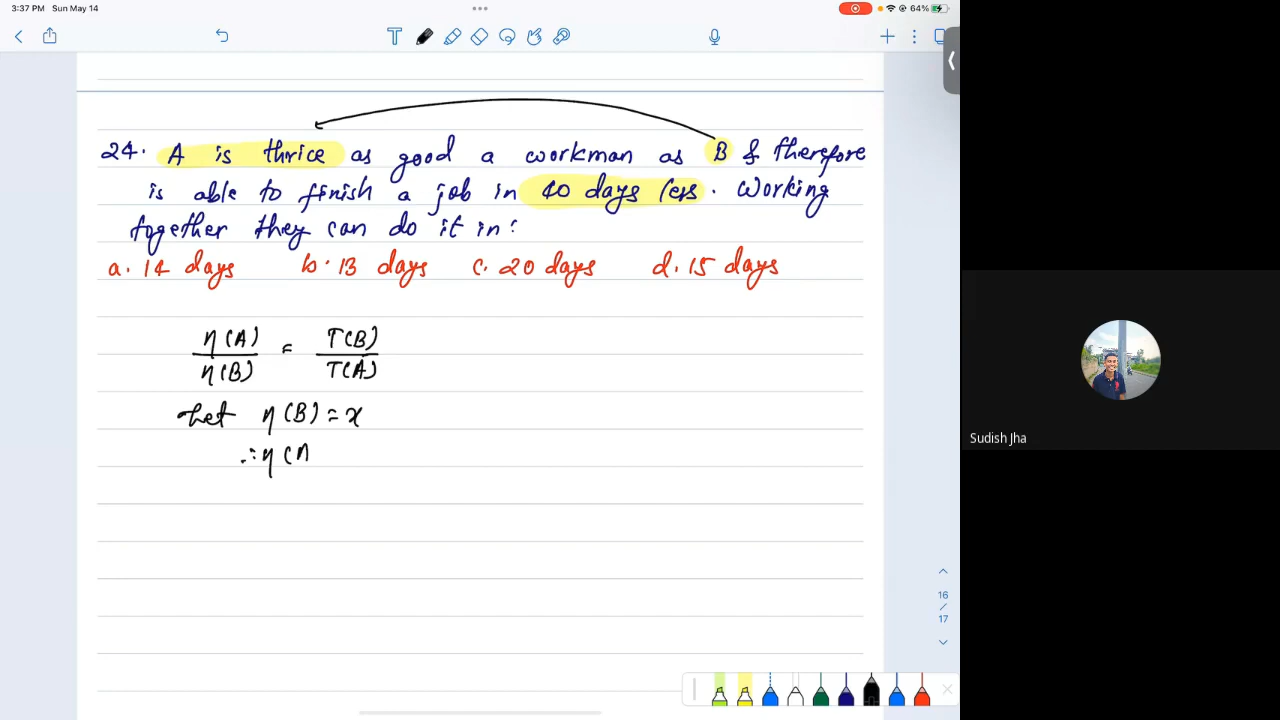 3:37 PM Sun May 14
64%
24. A is thrice as good a workman as B & therefore
is able to finish a job in 40 days less. Working
together they can do it in:
a. 14 days b. 13 days c. 20 days d. 15 days
η(A) / η(B) = T(B) / T(A)
Let η(B) = x
∴ η(A
Sudish Jha
16
/
17